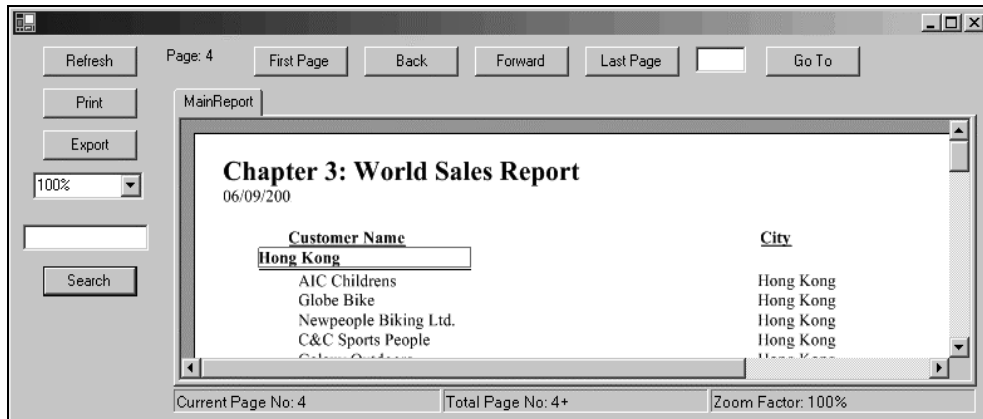 Refresh
Page: 4
First Page
Back
Forward
Last Page
Go To
Print
Export
100%
Search
MainReport
Chapter 3: World Sales Report
06/09/200
Customer Name City
Hong Kong
AIC Childrens Hong Kong
Globe Bike Hong Kong
Newpeople Biking Ltd. Hong Kong
C&C Sports People Hong Kong
Current Page No: 4 Total Page No: 4+ Zoom Factor: 100%